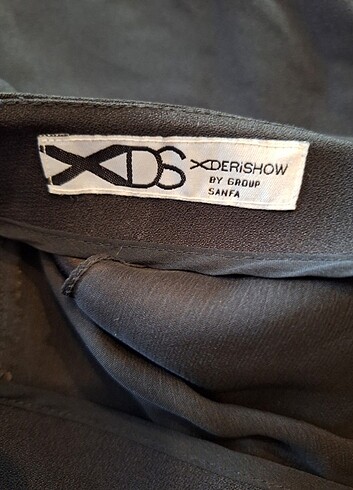 XDS
XDERiSHOW
BY GROUP
SANFA